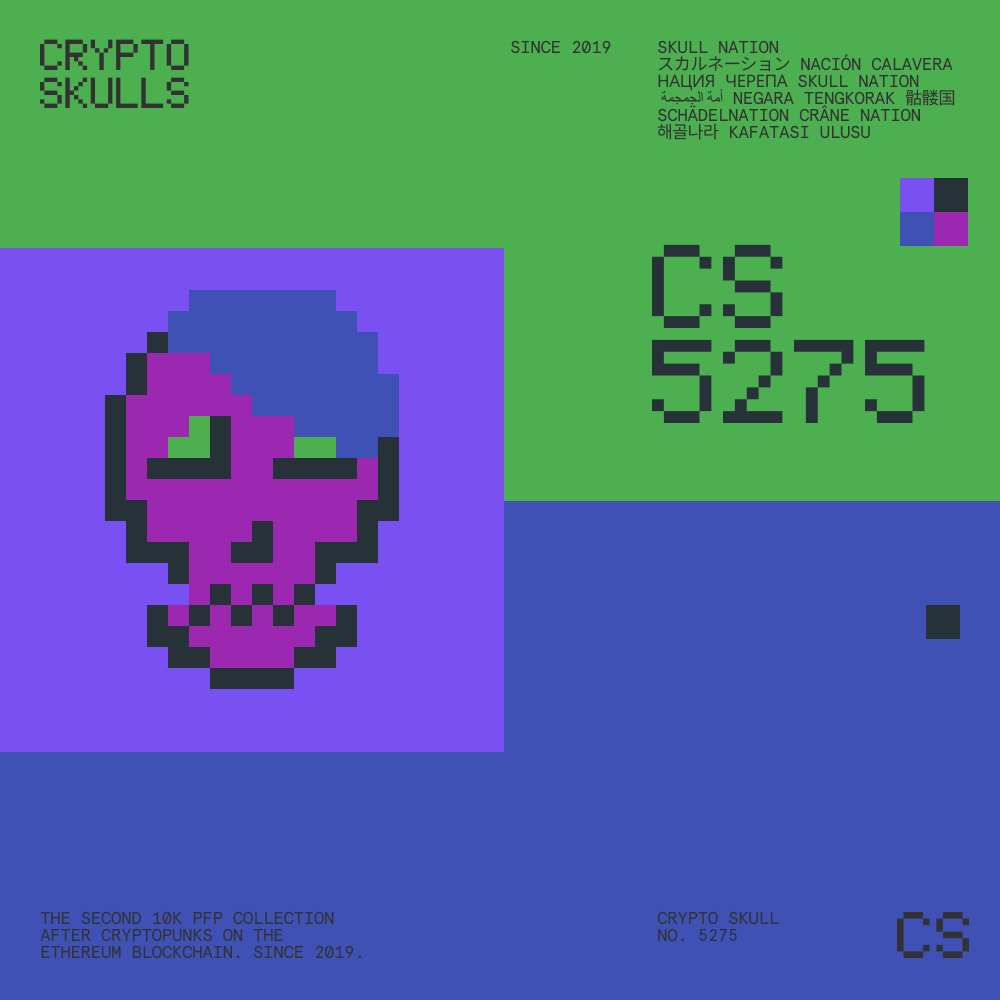 CRYPTO
SKULLS
SINCE 2019
SKULL NATION
スカルネーション NACIÓN CALAVERA
НАЦИЯ ЧЕРЕПА SKULL NATION
أمة الجمجمة NEGARA TENGKORAK 骷髅国
SCHÄDELNATION CRÂNE NATION
해골나라 KAFATASI ULUSU
CS
5275
THE SECOND 10K PFP COLLECTION
AFTER CRYPTOPUNKS ON THE
ETHEREUM BLOCKCHAIN. SINCE 2019.
CRYPTO SKULL
NO. 5275
CS